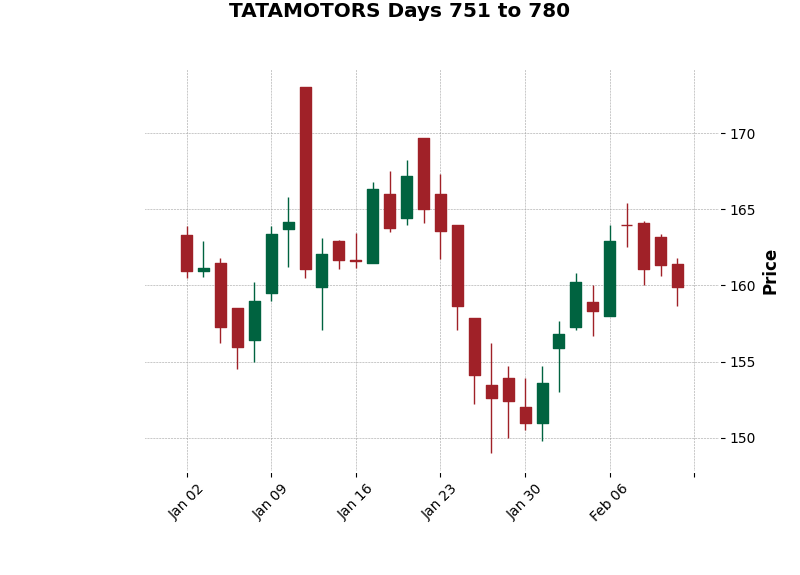 TATAMOTORS Days 751 to 780
170
165
160
155
150
Price
Jan 02
Jan 09
Jan 16
Jan 23
Jan 30
Feb 06